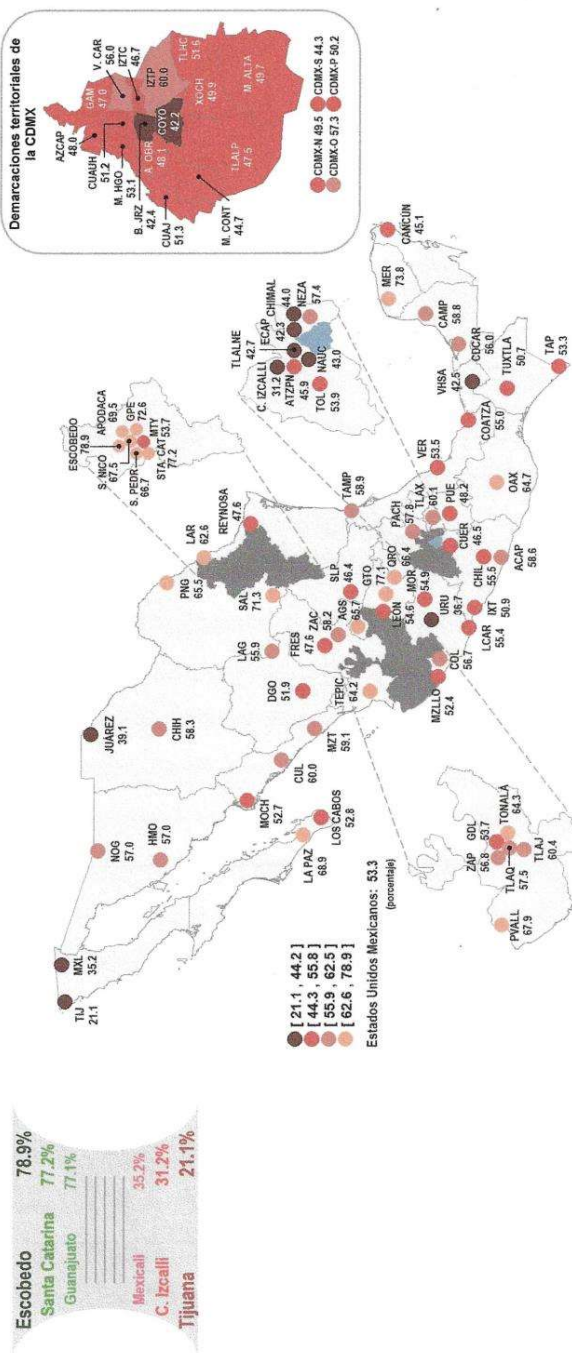 Escobedo 78.9%
Santa Catarina 77.2%
Guanajuato 77.1%
Mexicali 35.2%
C. Izcalli 31.2%
Tijuana 21.1%
TIJ
21.1
MXL
35.2
NOG
57.0
HMO
57.0
JUÁREZ
39.1
CHIH
58.3
MOCH
52.7
LA PAZ
68.9
LOS CABOS
52.8
CUL
60.0
MZT
59.1
DGO
51.9
LAG
55.9
PNG
65.5
LAR
62.6
REYNOSA
47.6
SAL
71.3
FRES
47.6
ZAC
58.2
AGS
65.7
SLP
46.4
TEPIC
64.2
GTO
77.1
LEÓN
54.6
QRO
66.4
MOR
54.9
URU
36.7
TAMP
58.9
PACH
57.8
TLAX
60.1
PUE
48.2
CUER
46.5
VER
53.5
MZLLO
52.4
COL
56.7
LCAR
55.4
IXT
50.9
CHIL
55.5
ACAP
58.6
OAX
64.7
COATZA
55.0
VHSA
42.5
TUXTLA
50.7
TAP
53.3
CDCAR
56.0
CAMP
58.8
MER
73.8
CANCÚN
45.1
ESCOBEDO
78.9
APODACA
69.5
S. NICO
67.5
GPE
72.6
S. PEDR
66.7
MTY
53.7
STA. CAT
77.2
C. IZCALLI
31.2
TLALNE
42.7
ECAP
42.3
CHIMAL
44.0
NEZA
57.4
ATZPN
45.9
NAUC
43.0
TOL
53.9
PVALL
67.9
ZAP
56.8
GDL
53.7
TONALÁ
64.3
TLAQ
57.5
TLAJ
60.4
[ 21.1 , 44.2 ]
[ 44.3 , 55.8 ]
[ 55.9 , 62.5 ]
[ 62.6 , 78.9 ]
Estados Unidos Mexicanos: 53.3
(porcentaje)
Demarcaciones territoriales de
la CDMX
AZCAP
48.0
GAM
47.0
V. CAR
56.0
IZTC
46.7
CUAUH
51.2
M. HGO
53.1
IZTP
60.0
B. JRZ
42.4
COYO
42.2
A. OBR
48.1
CUAJ
51.3
TLHC
51.6
XOCH
49.9
M. ALTA
49.7
TLALP
47.5
M. CONT
44.7
CDMX-N 49.5
CDMX-S 44.3
CDMX-O 57.3
CDMX-P 50.2